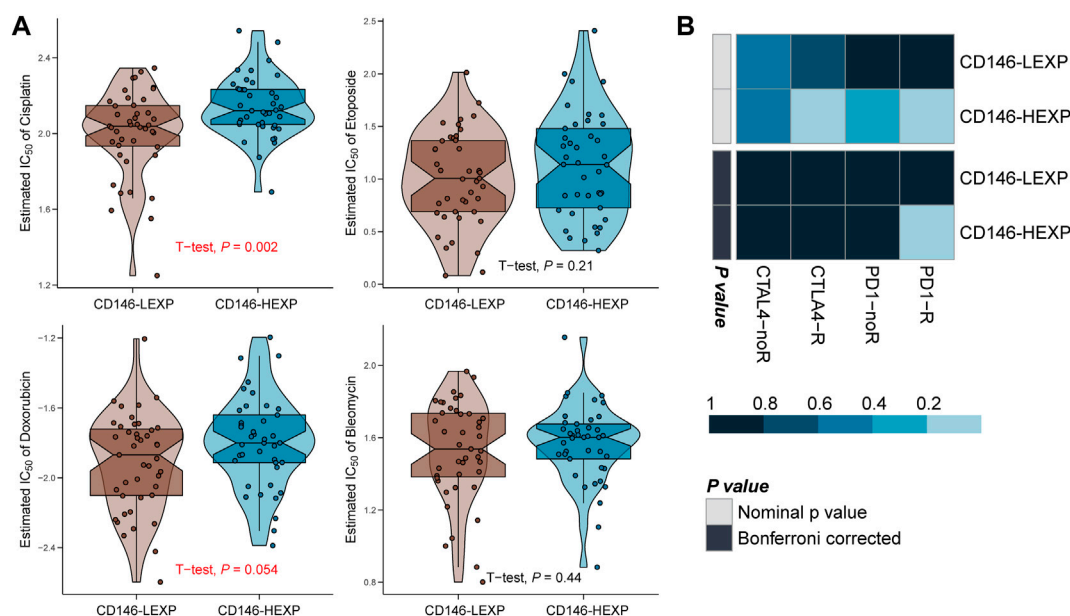 A
Estimated IC50 of Cisplatin
2.4
2.0
1.6
1.2
T-test, P = 0.002
CD146-LEXP
CD146-HEXP
Estimated IC50 of Etoposide
2.5
2.0
1.5
1.0
0.5
0.0
T-test, P = 0.21
CD146-LEXP
CD146-HEXP
Estimated IC50 of Doxorubicin
-1.2
-1.6
-2.0
-2.4
T-test, P = 0.054
CD146-LEXP
CD146-HEXP
Estimated IC50 of Bleomycin
2.0
1.6
1.2
0.8
T-test, P = 0.44
CD146-LEXP
CD146-HEXP
B
CD146-LEXP
CD146-HEXP
CD146-LEXP
CD146-HEXP
P value
CTAL4-noR
CTLA4-R
PD1-noR
PD1-R
1 0.8 0.6 0.4 0.2
P value
Nominal p value
Bonferroni corrected